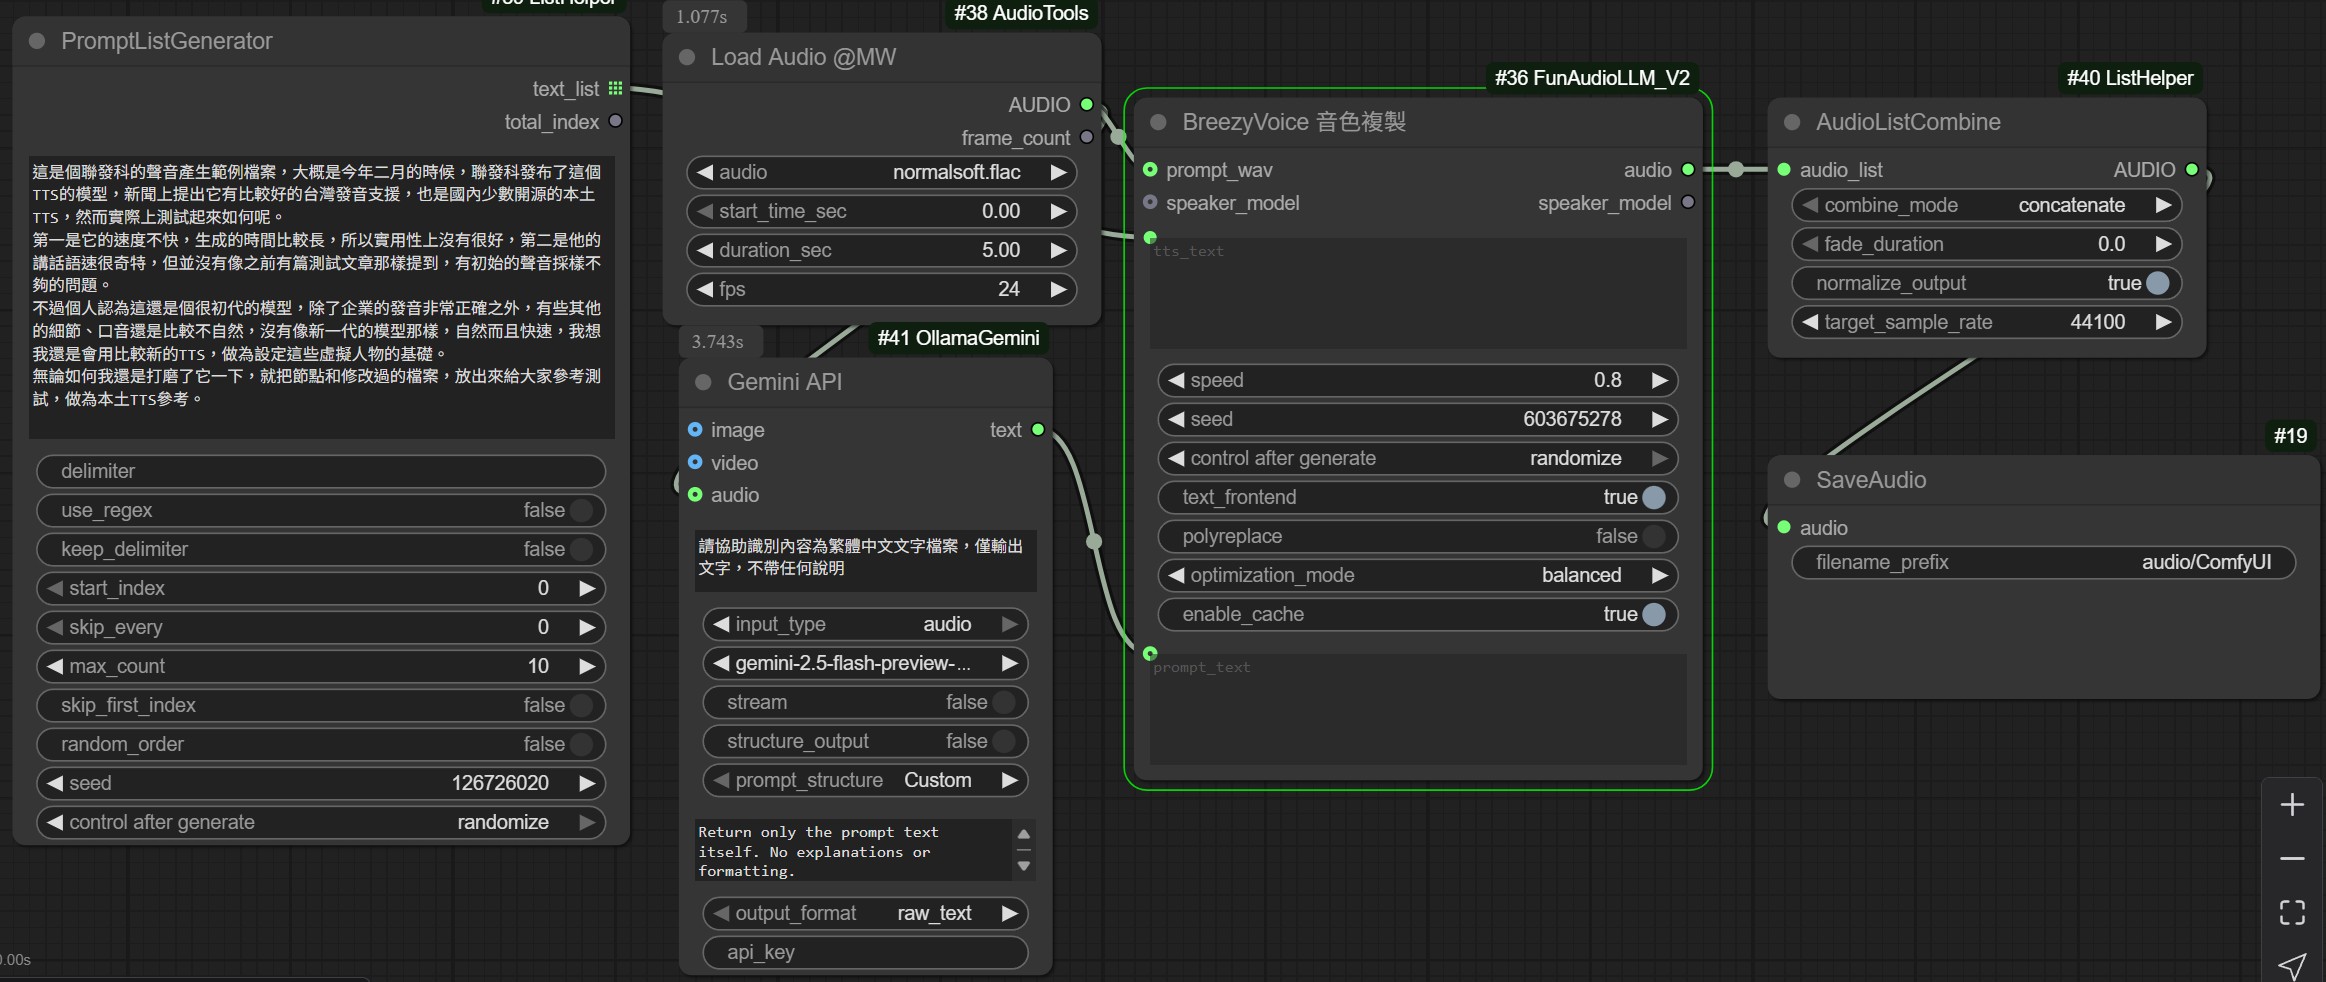 PromptListGenerator
text_list
total_index
這是個聯發科的聲音產生範例檔案，大概是今年二月的時候，聯發科發布了這個
TTS的模型，新聞上提出它有比較好的台灣發音支援，也是國內少數開源的本土
TTS，然而實際上測試起來如何呢。
第一是它的速度不快，生成的時間比較長，所以實用性上沒有很好，第二是他的
講話語速很奇特，但並沒有像之前有篇測試文章那樣提到，有初始的聲音採樣不
夠的問題。
不過個人認為這還是個很初代的模型，除了企業的發音非常正確之外，有些其他
的細節、口音還是比較不自然，沒有像新一代的模型那樣，自然而且快速，我想
我還是會用比較新的TTS，做為設定這些虛擬人物的基礎。
無論如何我還是打磨了它一下，就把節點和修改過的檔案，放出來給大家參考測
試，做為本土TTS參考。
delimiter
use_regex false
keep_delimiter false
start_index 0
skip_every 0
max_count 10
skip_first_index false
random_order false
seed 126726020
control after generate randomize
1.077s
#38 AudioTools
Load Audio @MW
AUDIO
frame_count
audio normalsoft.flac
start_time_sec 0.00
duration_sec 5.00
fps 24
3.743s
#41 OllamaGemini
Gemini API
image text
video
audio
請協助識別內容為繁體中文文字檔案，僅輸出
文字，不帶任何說明
input_type audio
gemini-2.5-flash-preview-...
stream false
structure_output false
prompt_structure Custom
Return only the prompt text
itself. No explanations or
formatting.
output_format raw_text
api_key
#36 FunAudioLLM_V2
BreezyVoice 音色複製
prompt_wav audio
speaker_model speaker_model
tts_text
speed 0.8
seed 603675278
control after generate randomize
text_frontend true
polyreplace false
optimization_mode balanced
enable_cache true
prompt_text
#40 ListHelper
AudioListCombine
audio_list AUDIO
combine_mode concatenate
fade_duration 0.0
normalize_output true
target_sample_rate 44100
#19
SaveAudio
audio
filename_prefix audio/ComfyUI